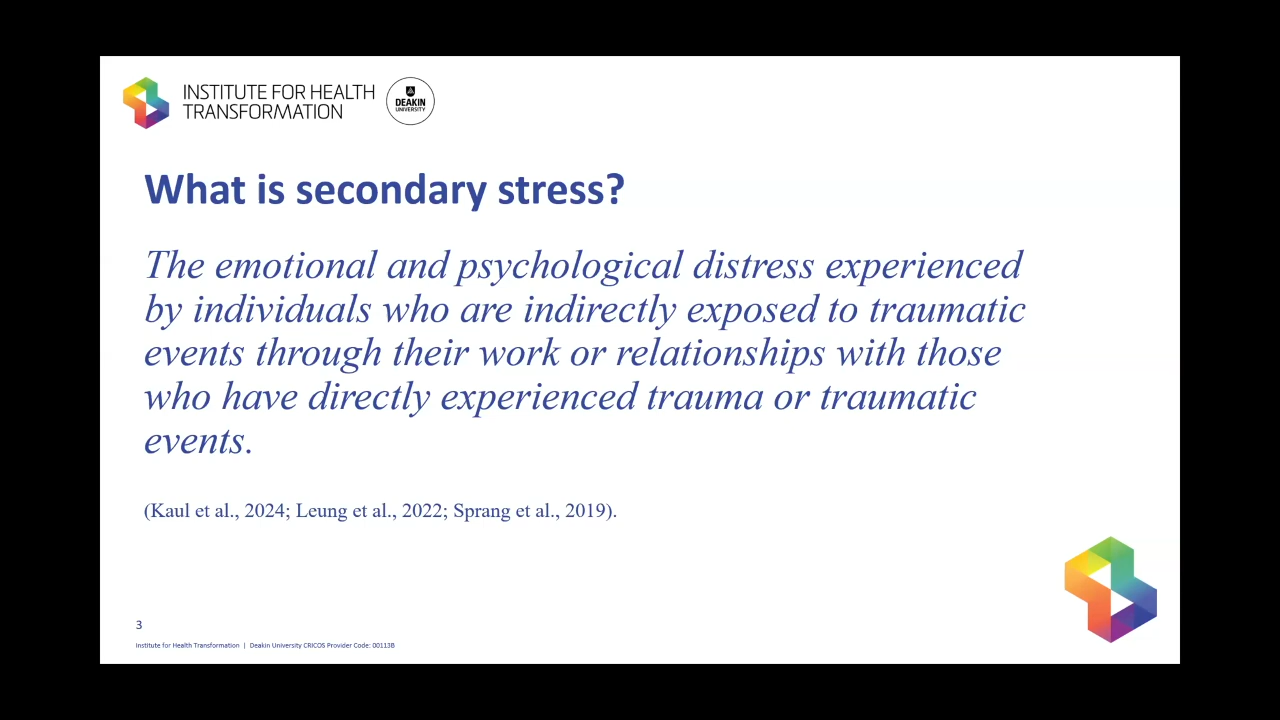 INSTITUTE FOR HEALTH
TRANSFORMATION
DEAKIN
UNIVERSITY
What is secondary stress?
The emotional and psychological distress experienced
by individuals who are indirectly exposed to traumatic
events through their work or relationships with those
who have directly experienced trauma or traumatic
events.
(Kaul et al., 2024; Leung et al., 2022; Sprang et al., 2019).
3
Institute for Health Transformation | Deakin University CRICOS Provider Code: 00113B